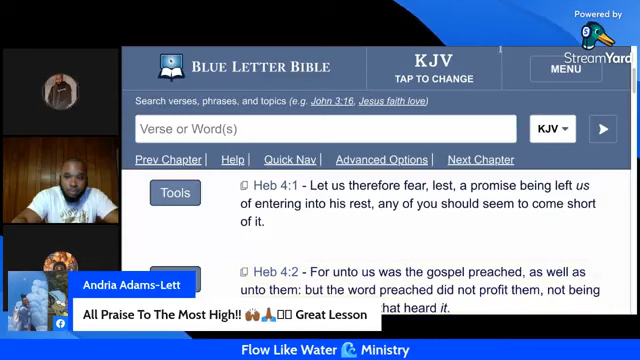 Powered by
StreamYard
BLUE LETTER BIBLE
KJV
TAP TO CHANGE
MENU
Search verses, phrases, and topics (e.g. John 3:16, Jesus faith love)
Verse or Word(s)
KJV
Prev Chapter | Help | Quick Nav | Advanced Options | Next Chapter
Tools
Heb 4:1 - Let us therefore fear, lest, a promise being left us
of entering into his rest, any of you should seem to come short
of it.
Heb 4:2 - For unto us was the gospel preached, as well as
unto them: but the word preached did not profit them, not being
that heard it.
Andria Adams-Lett
All Praise To The Most High!! 🙌🏾🙏🏾 Great Lesson
Flow Like Water 🌊 Ministry